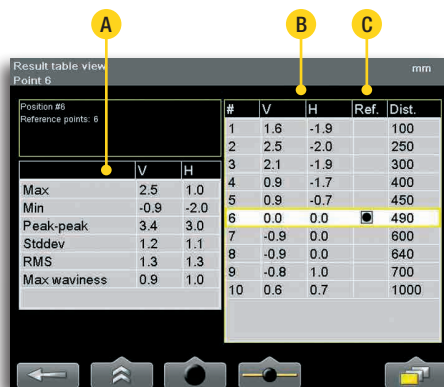 A B C
Result table view mm
Point 6
Position #6
Reference points: 6
V H
Max 2.5 1.0
Min -0.9 -2.0
Peak-peak 3.4 3.0
Stddev 1.2 1.1
RMS 1.3 1.3
Max waviness 0.9 1.0
# V H Ref. Dist.
1 1.6 -1.9 100
2 2.5 -2.0 250
3 2.1 -1.9 300
4 0.9 -1.7 400
5 0.9 -0.7 450
6 0.0 0.0 490
7 -0.9 0.0 600
8 -0.9 0.0 640
9 -0.8 1.0 700
10 0.6 0.7 1000